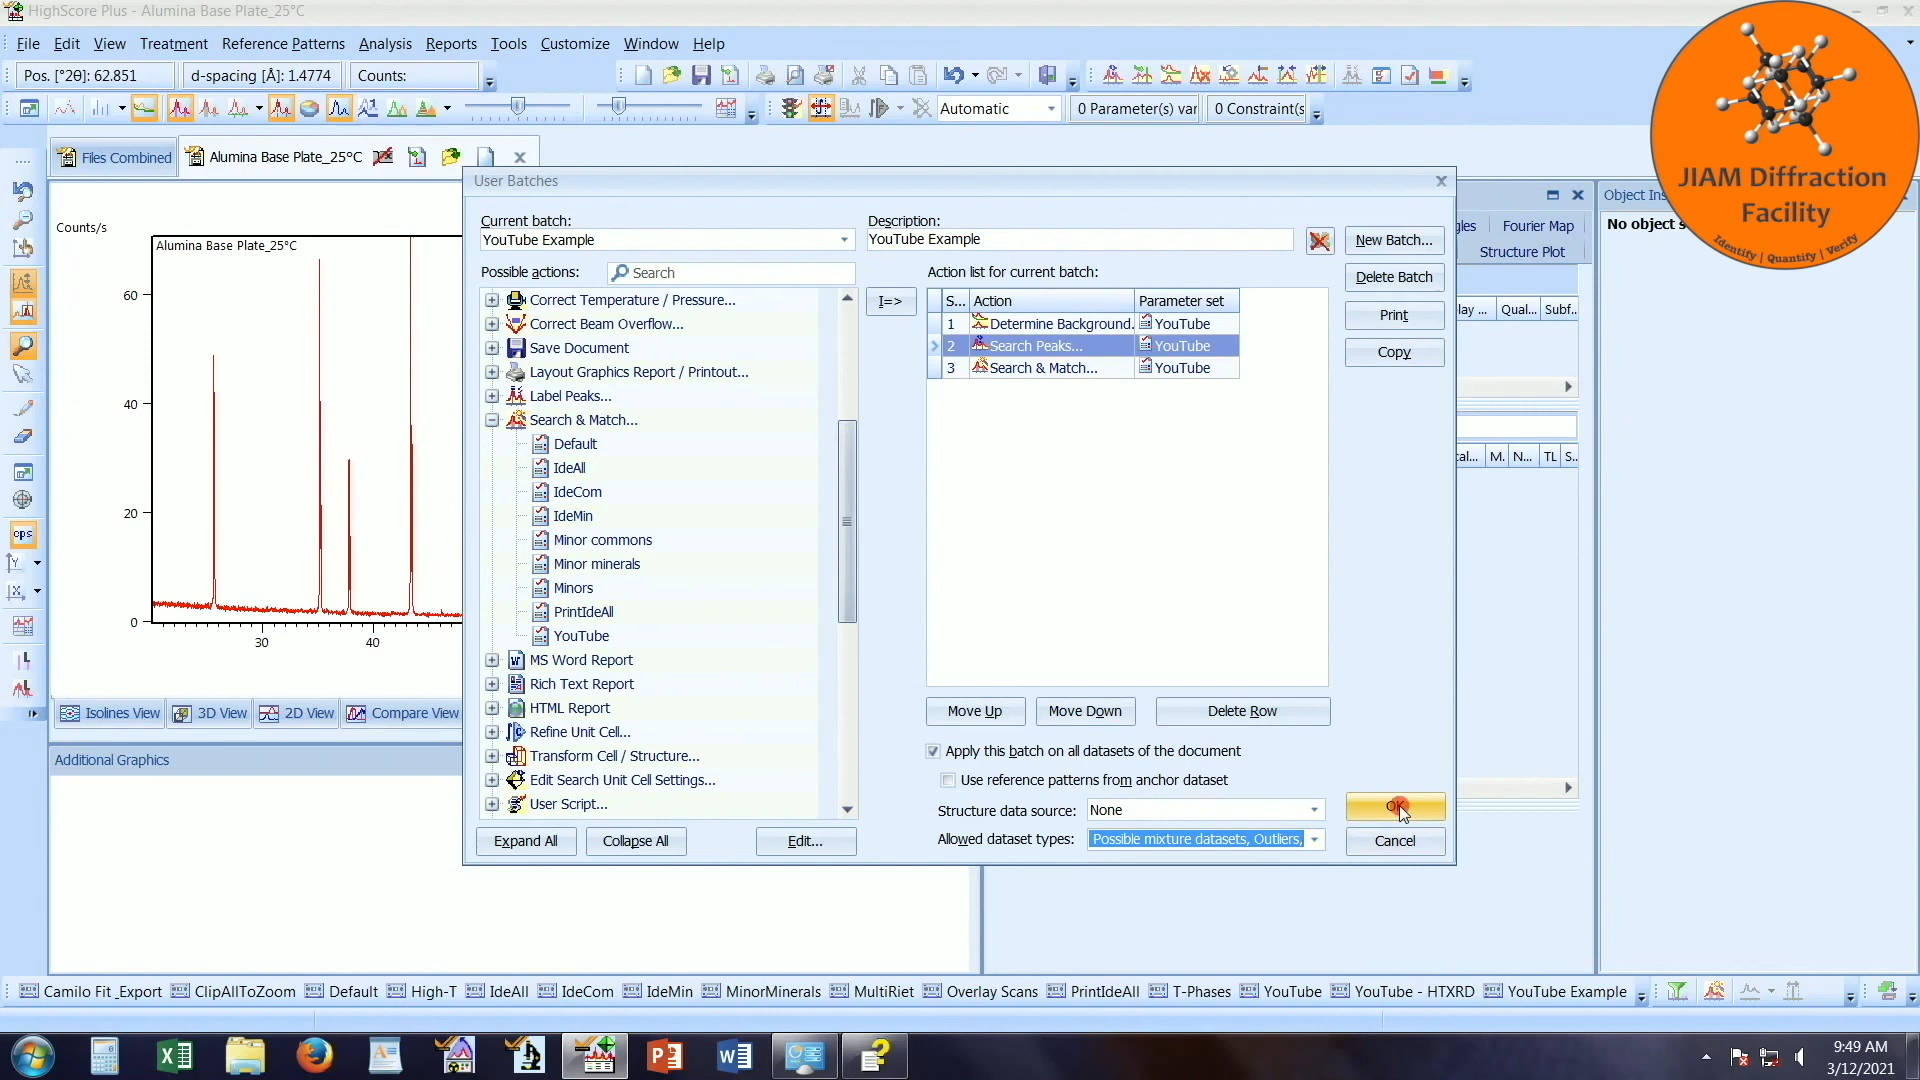 HighScore Plus - Alumina Base Plate_25°C
File Edit View Treatment Reference Patterns Analysis Reports Tools Customize Window Help
Pos. [°2θ]: 62.851 d-spacing [Å]: 1.4774 Counts:
Automatic 0 Parameter(s) var 0 Constraint(s
Files Combined Alumina Base Plate_25°C
JIAM Diffraction
Facility
Identify | Quantify | Verify
User Batches
Object Ins
No object s
Fourier Map
Structure Plot
Counts/s
Alumina Base Plate_25°C
60
40
20
0
30 40
Current batch: Description:
YouTube Example YouTube Example New Batch...
Possible actions: Search Action list for current batch: Delete Batch
Print
Copy
I=>
S... Action Parameter set
1 Determine Background. YouTube
2 Search Peaks... YouTube
3 Search & Match... YouTube
Correct Temperature / Pressure...
Correct Beam Overflow...
Save Document
Layout Graphics Report / Printout...
Label Peaks...
Search & Match...
Default
IdeAll
IdeCom
IdeMin
Minor commons
Minor minerals
Minors
PrintIdeAll
YouTube
MS Word Report
Rich Text Report
HTML Report
Refine Unit Cell...
Transform Cell / Structure...
Edit Search Unit Cell Settings...
User Script...
Expand All Collapse All Edit...
Move Up Move Down Delete Row
Apply this batch on all datasets of the document
Use reference patterns from anchor dataset
Structure data source: None OK
Allowed dataset types: Possible mixture datasets, Outliers, Cancel
lay ... Qual... Subf..
cal... M. N... TL S..
cps
Isolines View 3D View 2D View Compare View
Additional Graphics
Camilo Fit _Export ClipAllToZoom Default High-T IdeAll IdeCom IdeMin MinorMinerals MultiRiet Overlay Scans PrintIdeAll T-Phases YouTube YouTube - HTXRD YouTube Example
9:49 AM
3/12/2021